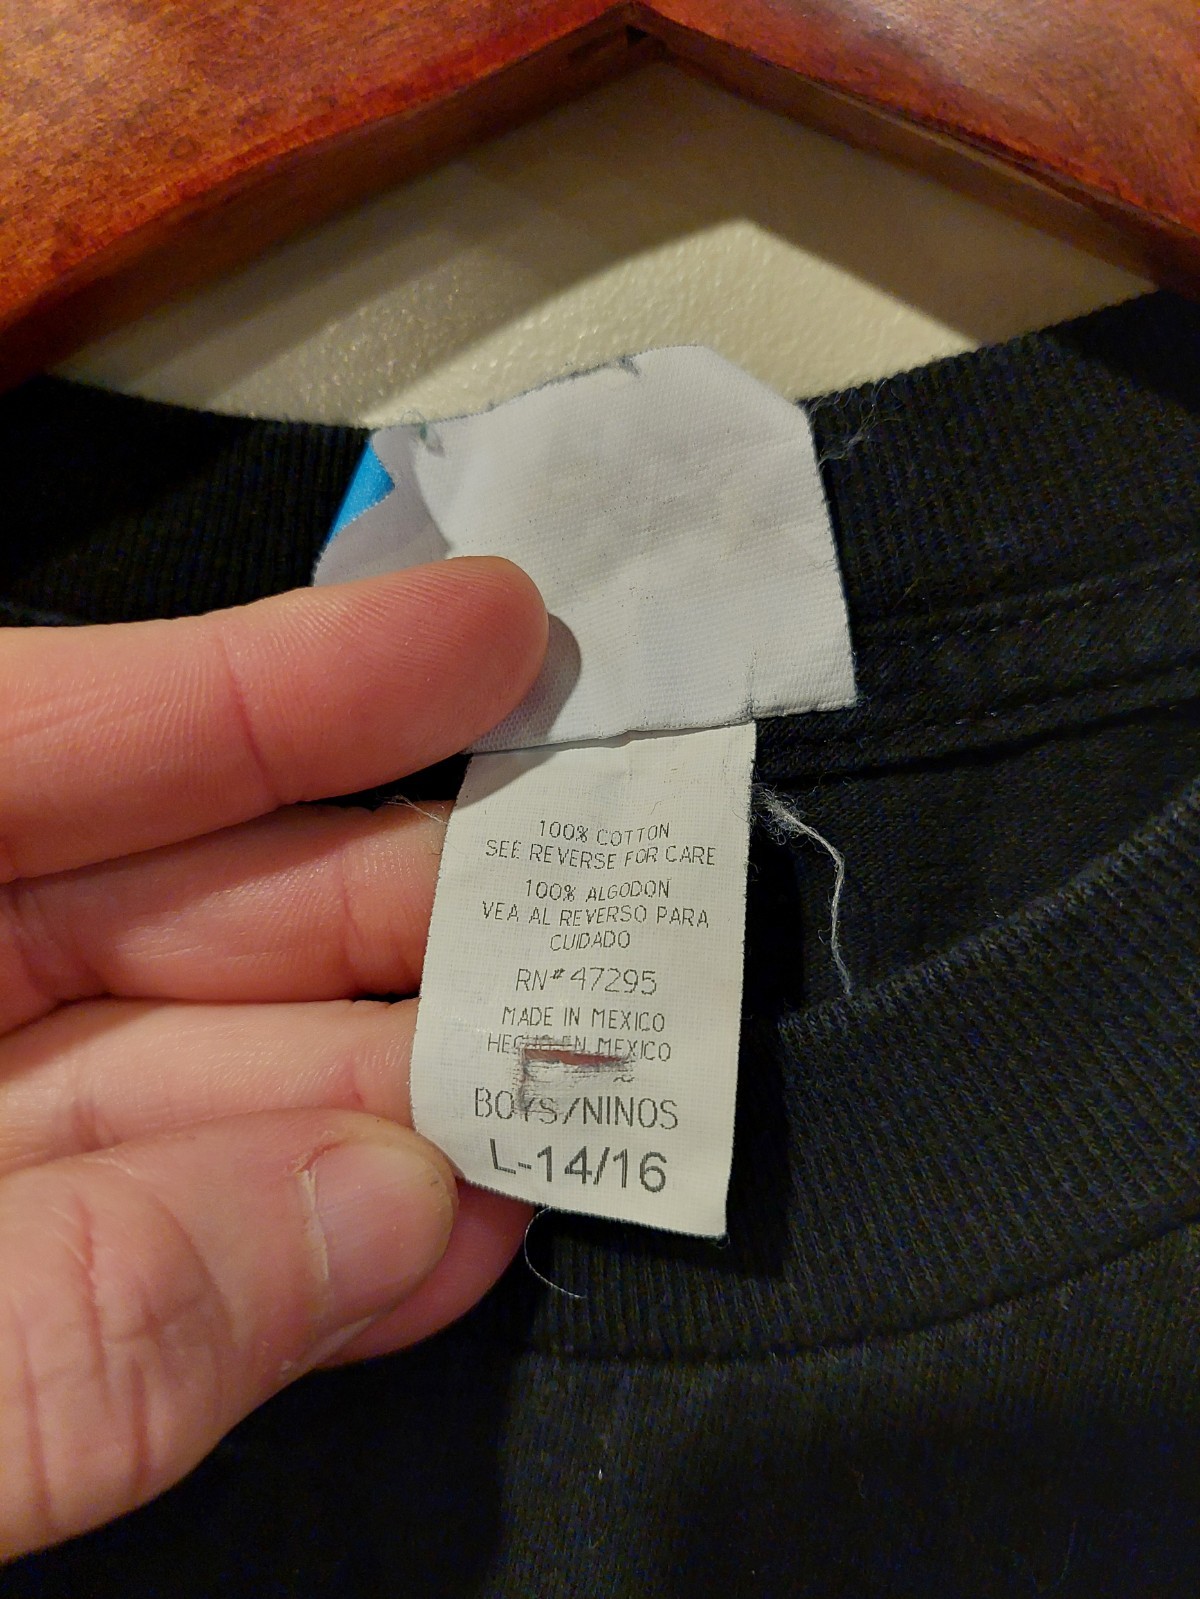 100% COTTON
SEE REVERSE FOR CARE
100% ALGODON
VEA AL REVERSO PARA
CUIDADO
RN# 47295
MADE IN MEXICO
HECHO EN MEXICO
BOYS/NIÑOS
L-14/16